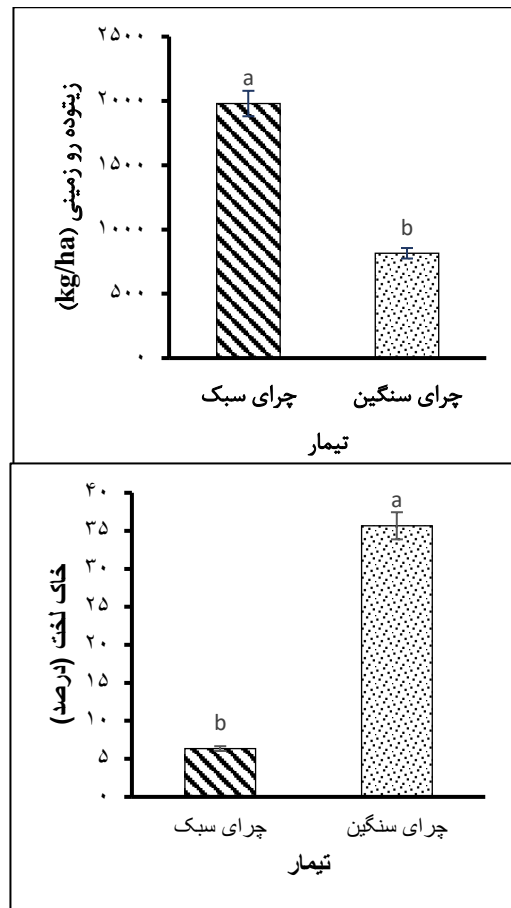 زیتوده رو زمینی (kg/ha)
۲۵۰۰
۲۰۰۰
۱۵۰۰
۱۰۰۰
۵۰۰
۰
a
b
چرای سبک
چرای سنگین
تیمار
خاک لخت (درصد)
۴۰
۳۵
۳۰
۲۵
۲۰
۱۵
۱۰
۵
۰
b
a
چرای سبک
چرای سنگین
تیمار